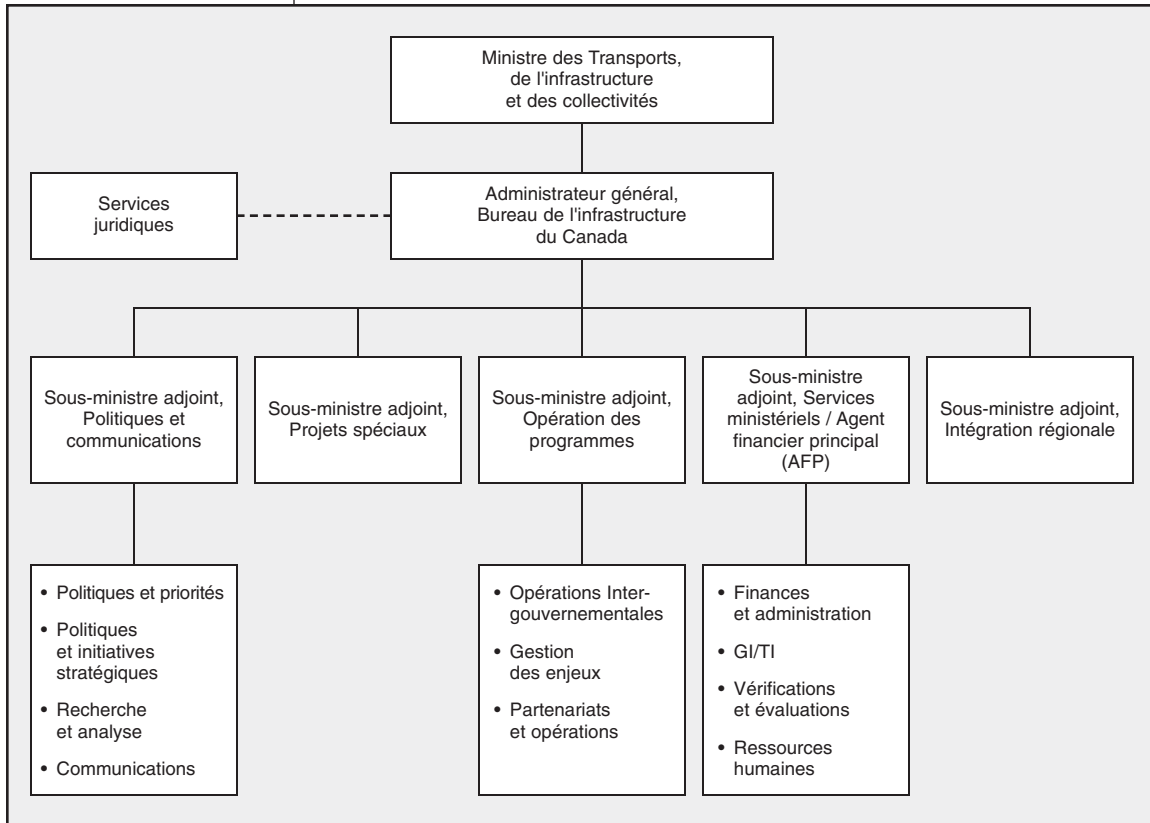 Ministre des Transports,
de l'infrastructure
et des collectivités
Services
juridiques
Administrateur général,
Bureau de l'infrastructure
du Canada
Sous-ministre adjoint,
Politiques et
communications
Sous-ministre adjoint,
Projets spéciaux
Sous-ministre adjoint,
Opération des
programmes
Sous-ministre
adjoint, Services
ministériels / Agent
financier principal
(AFP)
Sous-ministre adjoint,
Intégration régionale
• Politiques et priorités
• Politiques
et initiatives
stratégiques
• Recherche
et analyse
• Communications
• Opérations Inter-
gouvernementales
• Gestion
des enjeux
• Partenariats
et opérations
• Finances
et administration
• GI/TI
• Vérifications
et évaluations
• Ressources
humaines